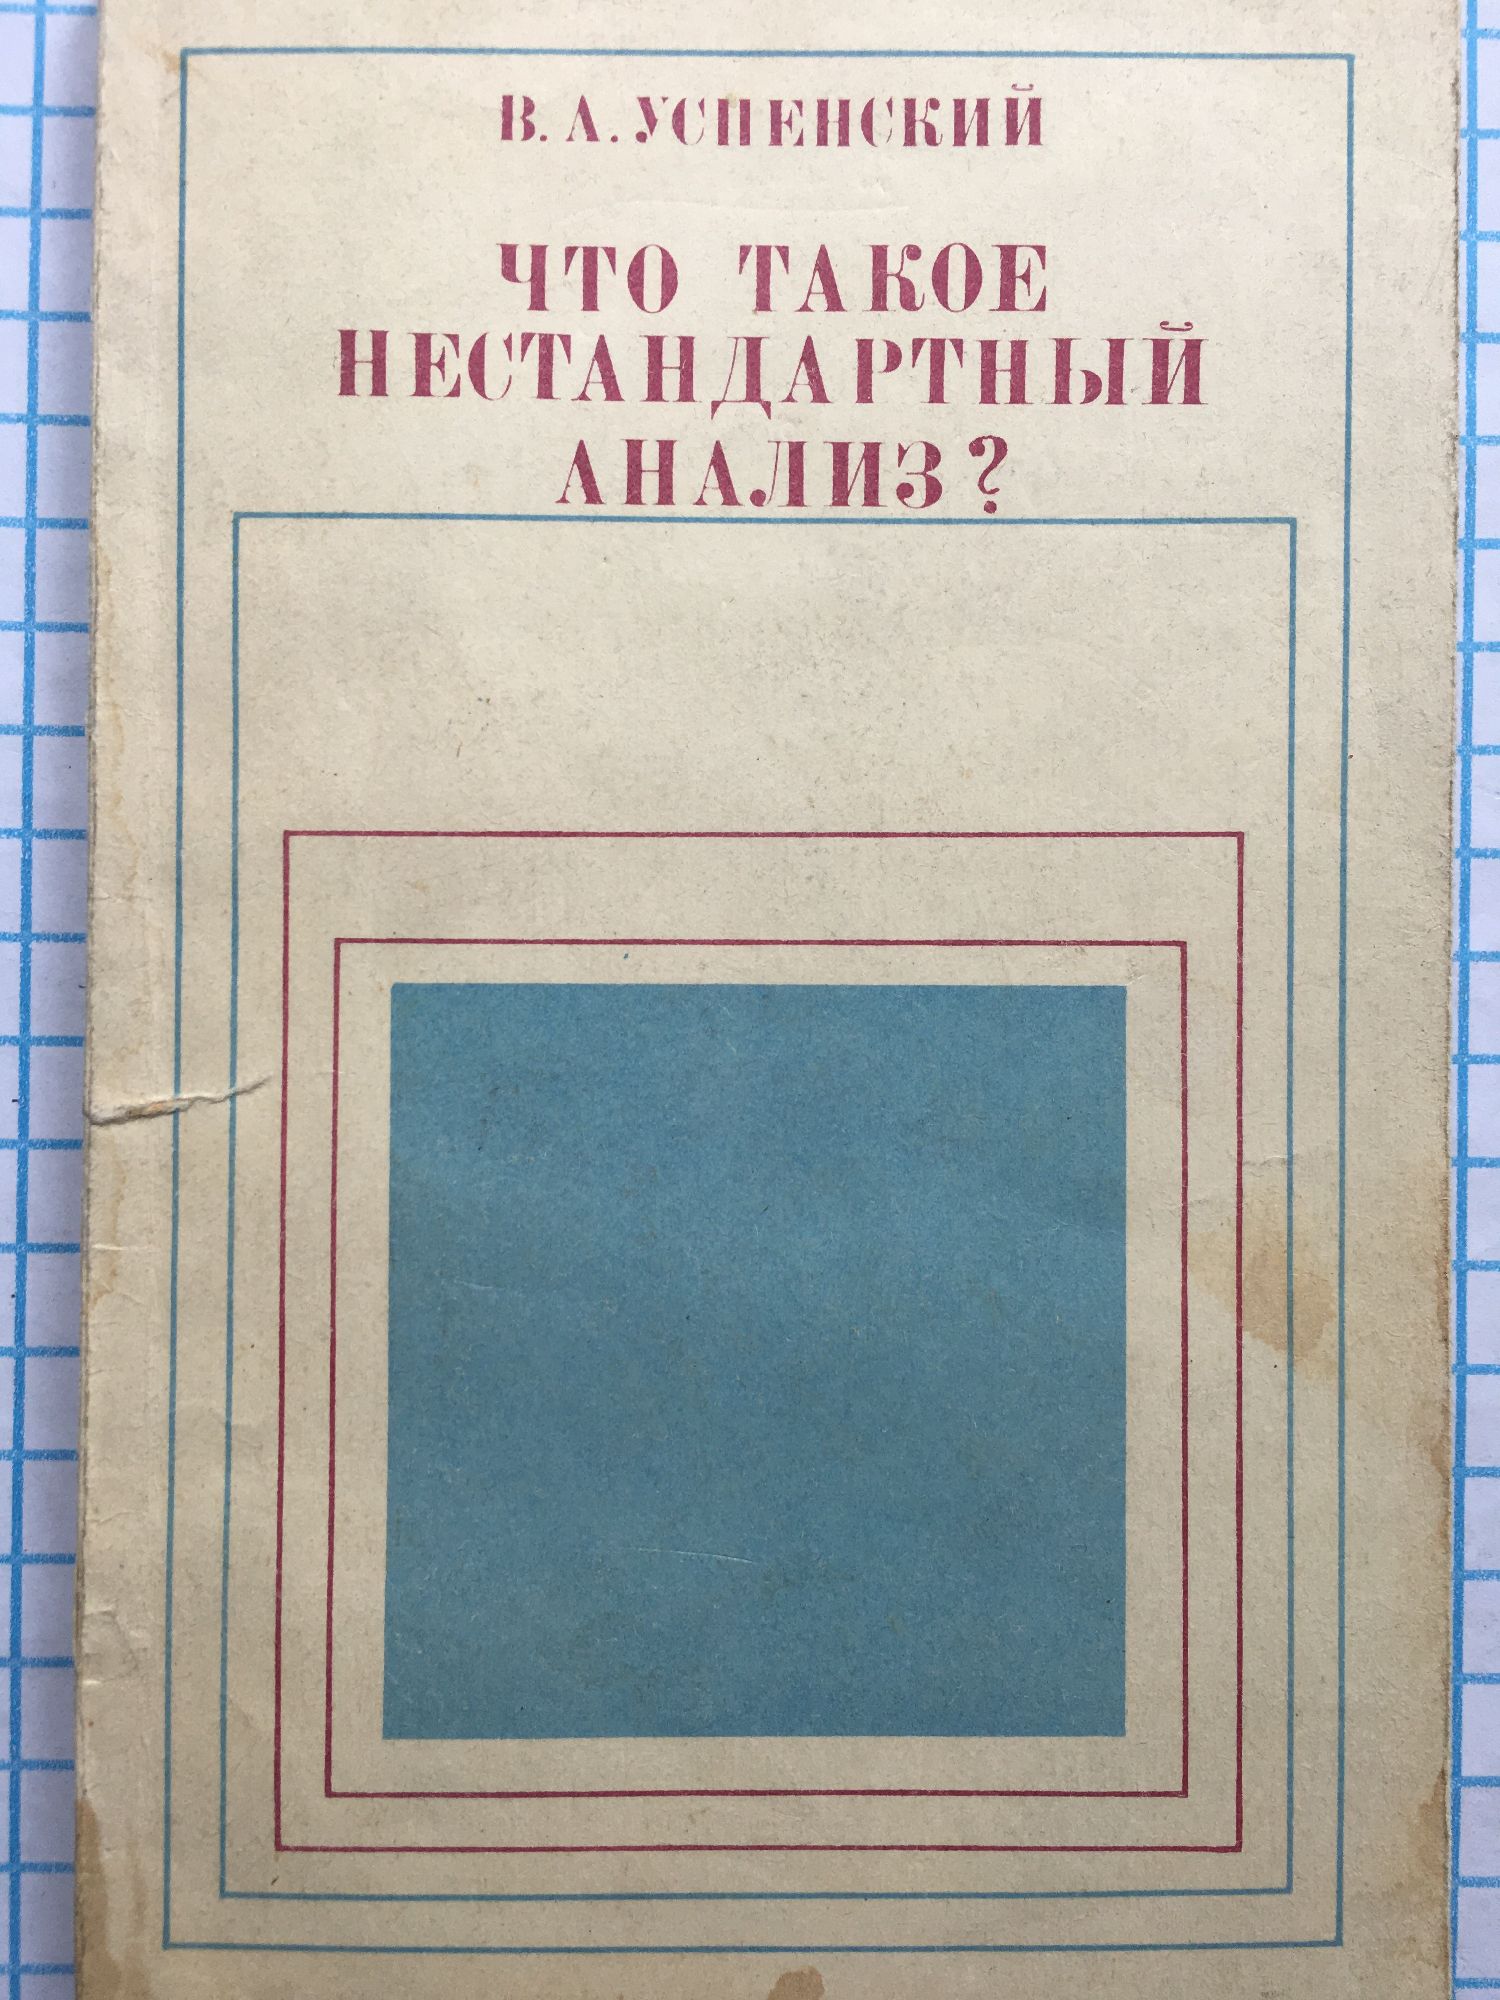 В. А. УСПЕНСКИЙ
ЧТО ТАКОЕ
НЕСТАНДАРТНЫЙ
АНАЛИЗ?